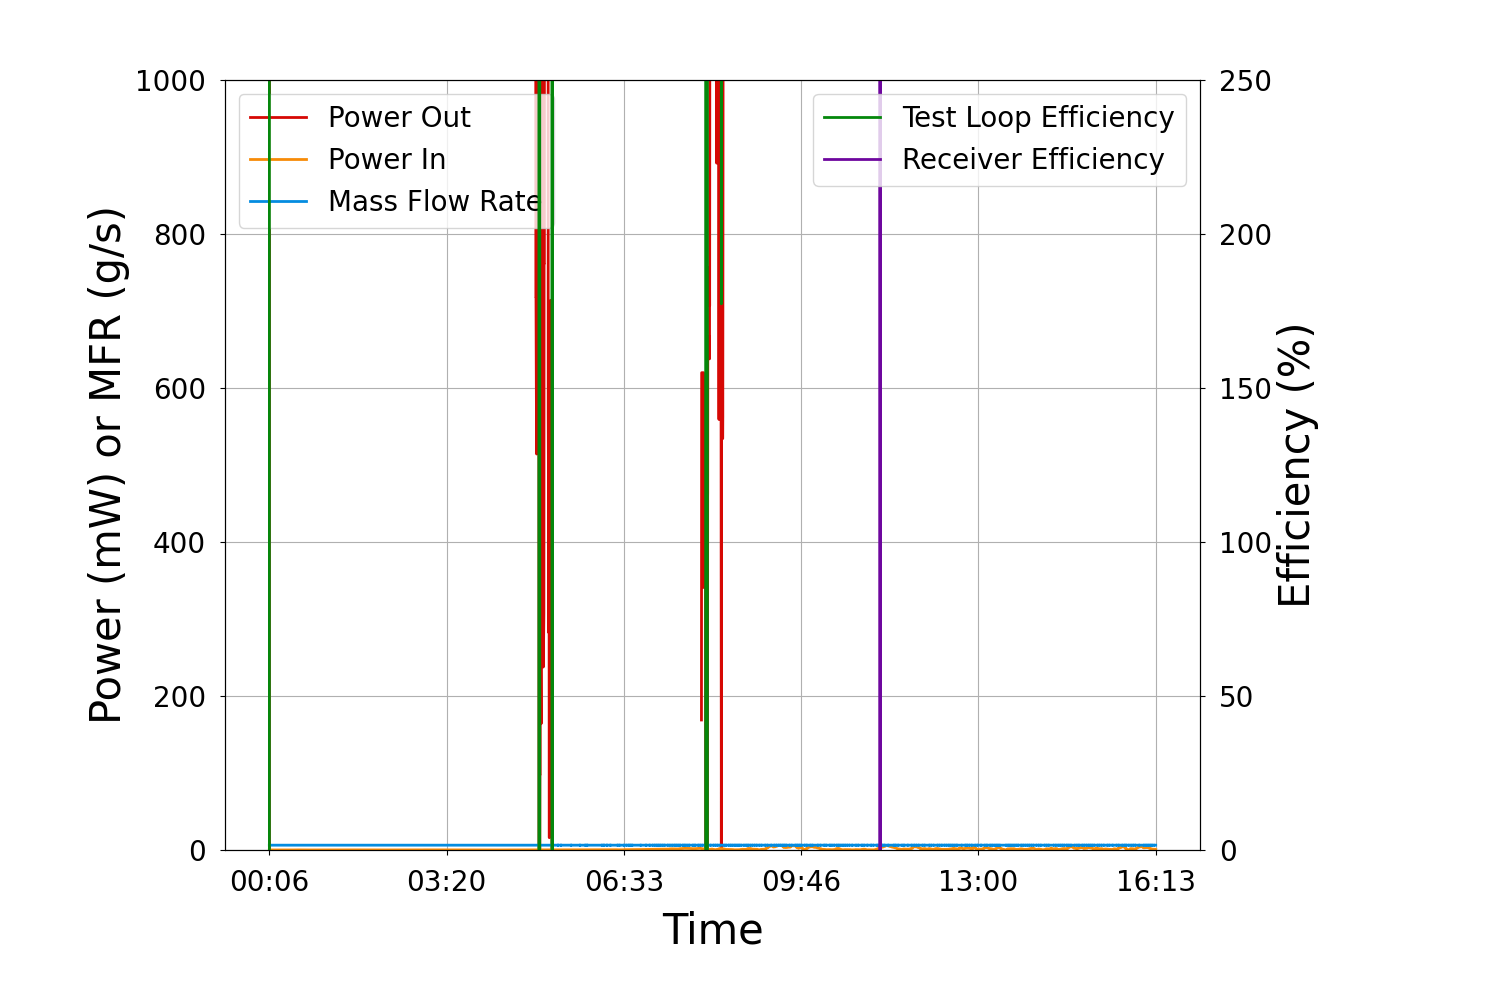 1000
800
600
400
200
0
Power (mW) or MFR (g/s)
Power Out
Power In
Mass Flow Rate
Test Loop Efficiency
Receiver Efficiency
250
200
150
100
50
0
Efficiency (%)
00:06 03:20 06:33 09:46 13:00 16:13
Time